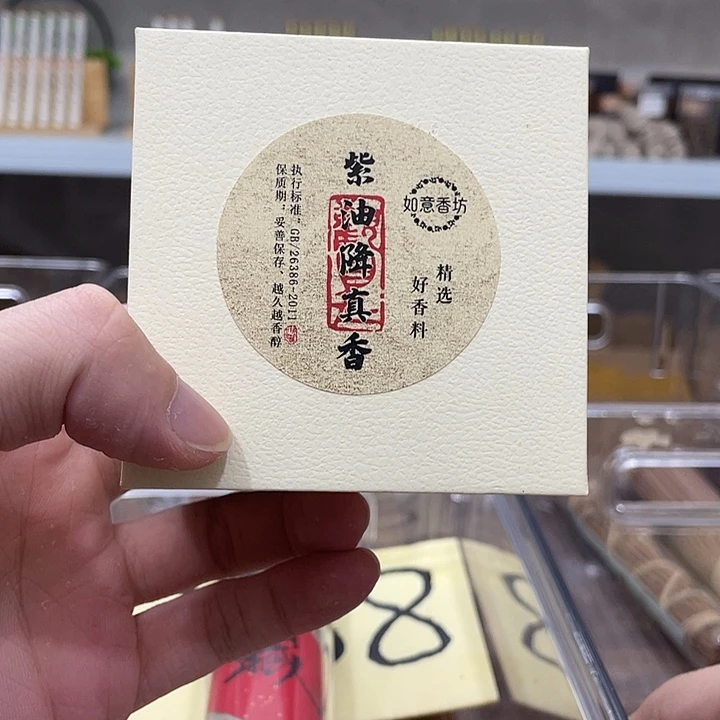 如意香坊
精选
好香料
紫油降真香
执行标准：GB/26386-2011
保质期：妥善保存、越久越香醇
68